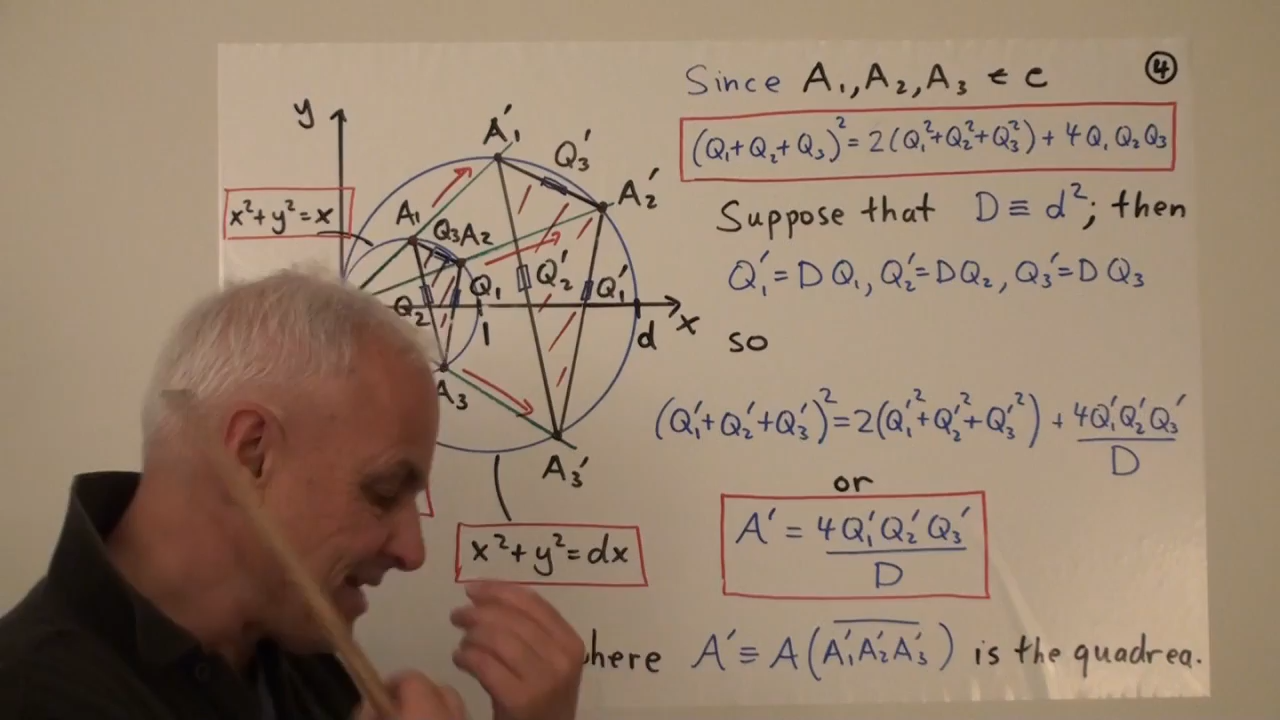 ④
Since A₁, A₂, A₃ ∈ c
(Q₁+Q₂+Q₃)² = 2(Q₁²+Q₂²+Q₃²) + 4Q₁Q₂Q₃
Suppose that D ≡ d²; then
Q₁′ = DQ₁, Q₂′ = DQ₂, Q₃′ = DQ₃
so
(Q₁′+Q₂′+Q₃′)² = 2(Q₁′²+Q₂′²+Q₃′²) + 4Q₁′Q₂′Q₃′/D
or
A′ = 4Q₁′Q₂′Q₃′/D
here A′ ≡ A(A₁′A₂′A₃′) is the quadrea.
y
A₁′
Q₃′
A₂′
x²+y²=x
A₁
Q₃
A₂
Q₂
Q₁
Q₂′
Q₁′
1
d
x
A₃
A₃′
x²+y²=dx